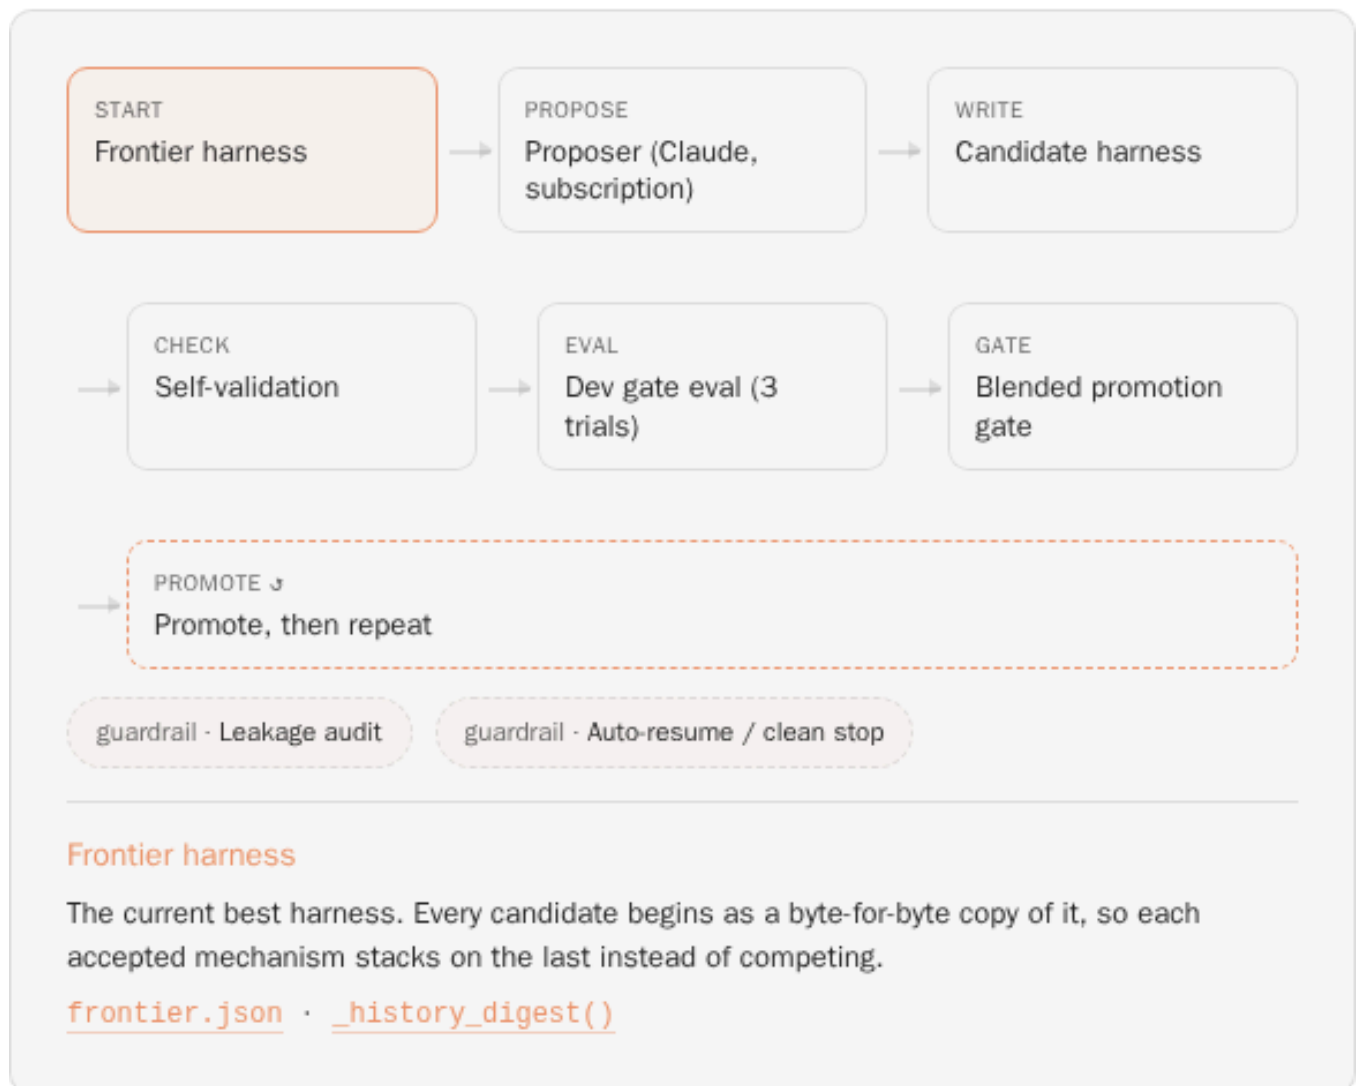 START
Frontier harness
PROPOSE
Proposer (Claude,
subscription)
WRITE
Candidate harness
CHECK
Self-validation
EVAL
Dev gate eval (3
trials)
GATE
Blended promotion
gate
PROMOTE ↺
Promote, then repeat
guardrail · Leakage audit
guardrail · Auto-resume / clean stop
Frontier harness
The current best harness. Every candidate begins as a byte-for-byte copy of it, so each
accepted mechanism stacks on the last instead of competing.
frontier.json · _history_digest()